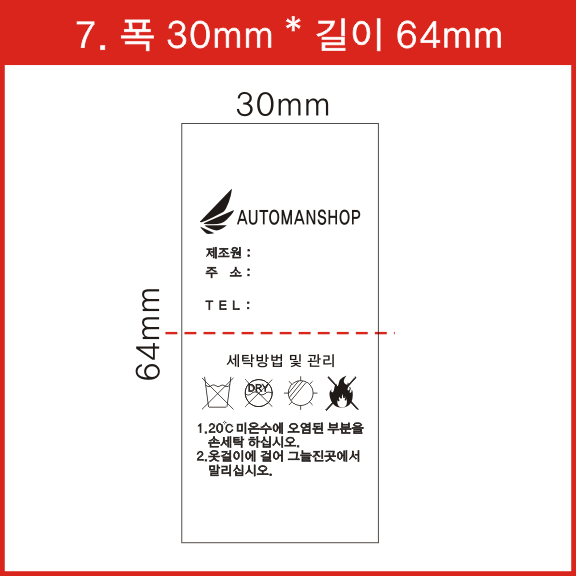 7. 폭 30mm * 길이 64mm
30mm
AUTOMANSHOP
제조원 :
주 소 :
T E L :
64mm
세탁방법 및 관리
DRY
1.20℃ 미온수에 오염된 부분을
손세탁 하십시오.
2.옷걸이에 걸어 그늘진곳에서
말리십시오.